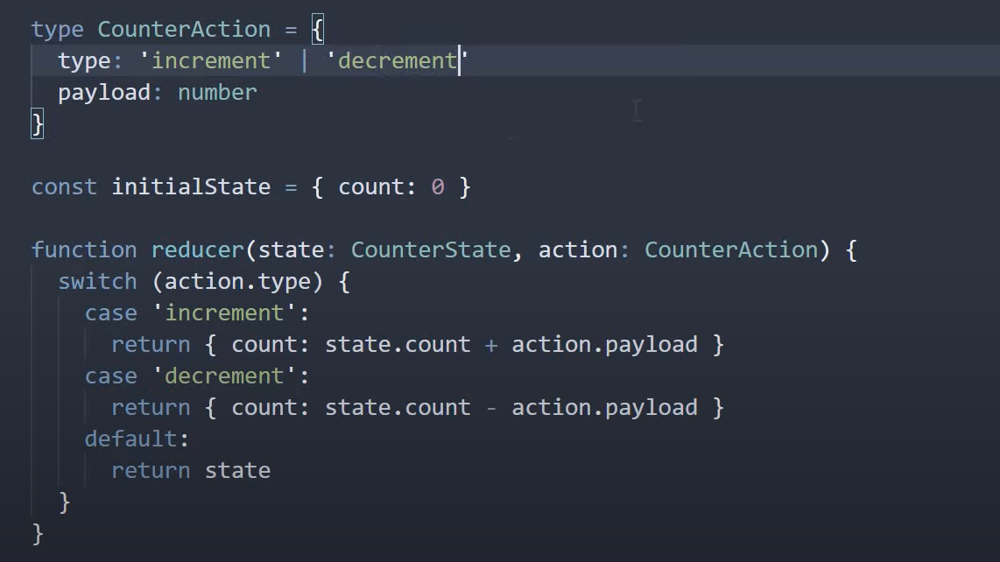 type CounterAction = {
  type: 'increment' | 'decrement'
  payload: number
}

const initialState = { count: 0 }

function reducer(state: CounterState, action: CounterAction) {
  switch (action.type) {
    case 'increment':
      return { count: state.count + action.payload }
    case 'decrement':
      return { count: state.count - action.payload }
    default:
      return state
  }
}